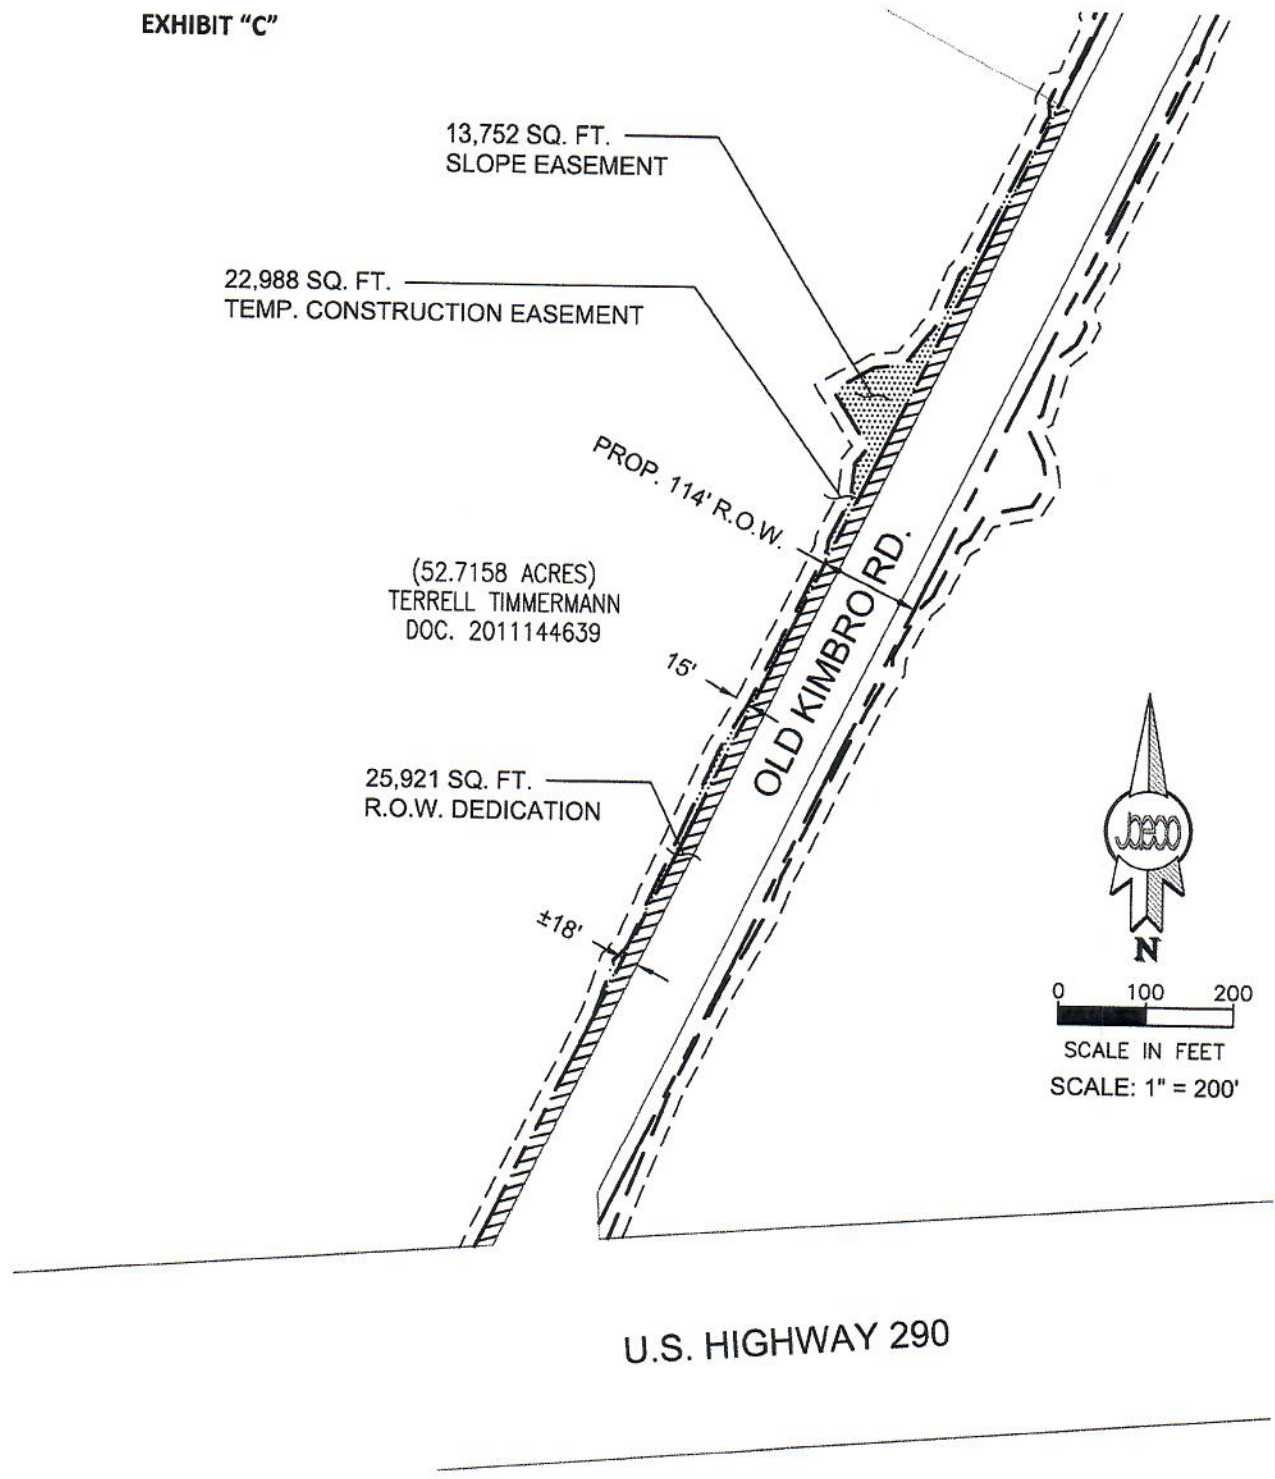 EXHIBIT "C"
13,752 SQ. FT.
SLOPE EASEMENT
22,988 SQ. FT.
TEMP. CONSTRUCTION EASEMENT
PROP. 114' R.O.W.
OLD KIMBRO RD.
(52.7158 ACRES)
TERRELL TIMMERMANN
DOC. 2011144639
15'
25,921 SQ. FT.
R.O.W. DEDICATION
±18'
Jaeco
N
0 100 200
SCALE IN FEET
SCALE: 1" = 200'
U.S. HIGHWAY 290